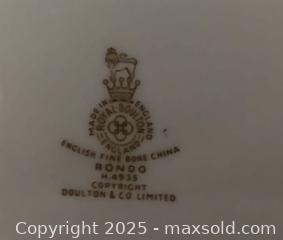 MADE IN ENGLAND
ROYAL DOULTON
ENGLAND
ENGLISH FINE BONE CHINA
RONDO
H.4935
COPYRIGHT
DOULTON & CO. LIMITED
Copyright 2025 - maxsold.com